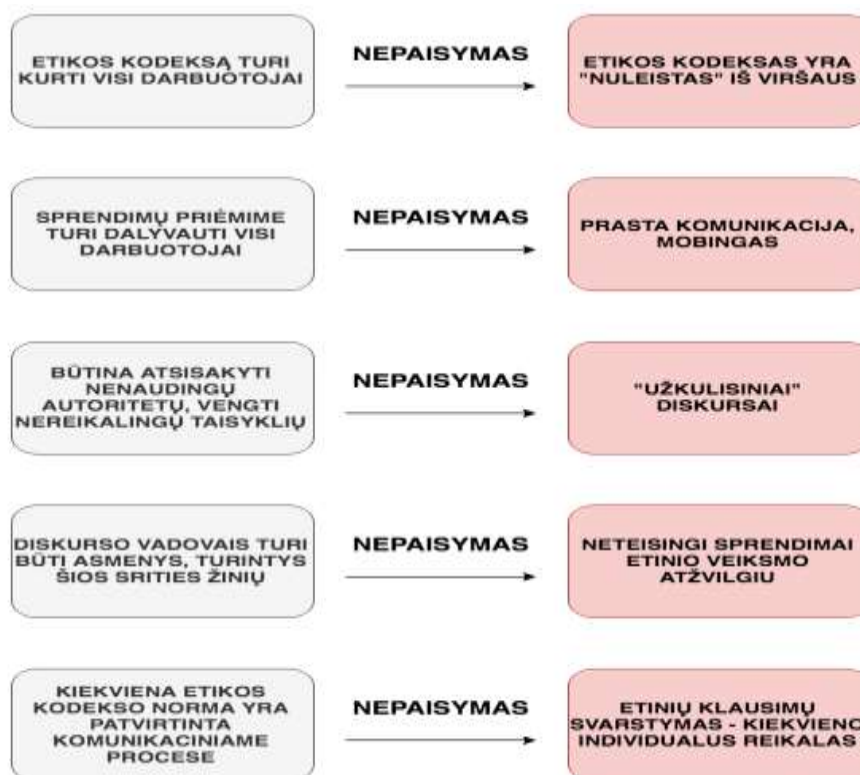 ETIKOS KODEKSĄ TURI
KURTI VISI DARBUOTOJAI
NEPAISYMAS
ETIKOS KODEKSAS YRA
"NULEISTAS" IŠ VIRŠAUS
SPRENDIMŲ PRIĖMIME
TURI DALYVAUTI VISI
DARBUOTOJAI
NEPAISYMAS
PRASTA KOMUNIKACIJA,
MOBINGAS
BŪTINA ATSISAKYTI
NENAUDINGŲ
AUTORITETŲ, VENGTI
NEREIKALINGŲ TAISYKLIŲ
NEPAISYMAS
"UŽKULISINIAI"
DISKURSAI
DISKURSO VADOVAIS TURI
BŪTI ASMENYS, TURINTYS
ŠIOS SRITIES ŽINIŲ
NEPAISYMAS
NETEISINGI SPRENDIMAI
ETINIO VEIKSMO
ATŽVILGIU
KIEKVIENA ETIKOS
KODEKSO NORMA YRA
PATVIRTINTA
KOMUNIKACINIAME
PROCESE
NEPAISYMAS
ETINIŲ KLAUSIMŲ
SVARSTYMAS - KIEKVIENO
INDIVIDUALUS REIKALAS